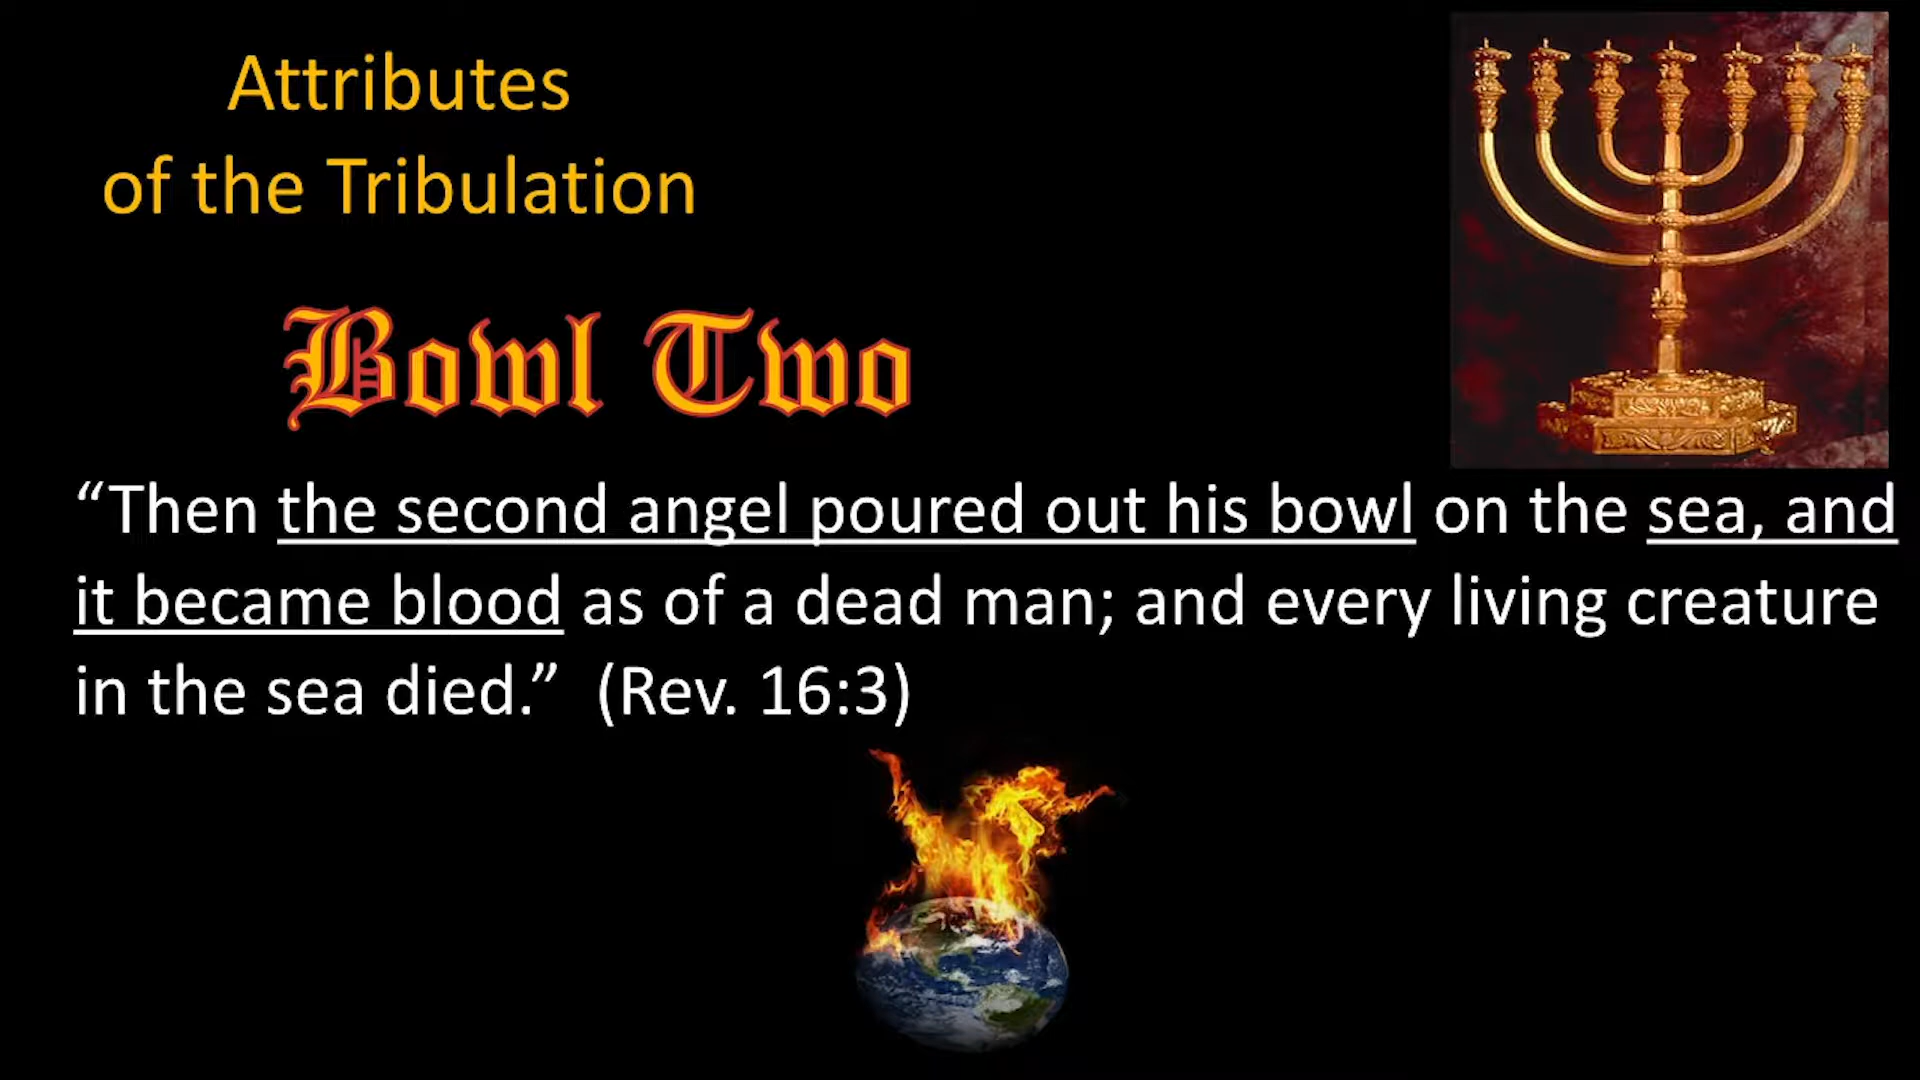 Attributes
of the Tribulation
Bowl Two
“Then the second angel poured out his bowl on the sea, and
it became blood as of a dead man; and every living creature
in the sea died.”  (Rev. 16:3)